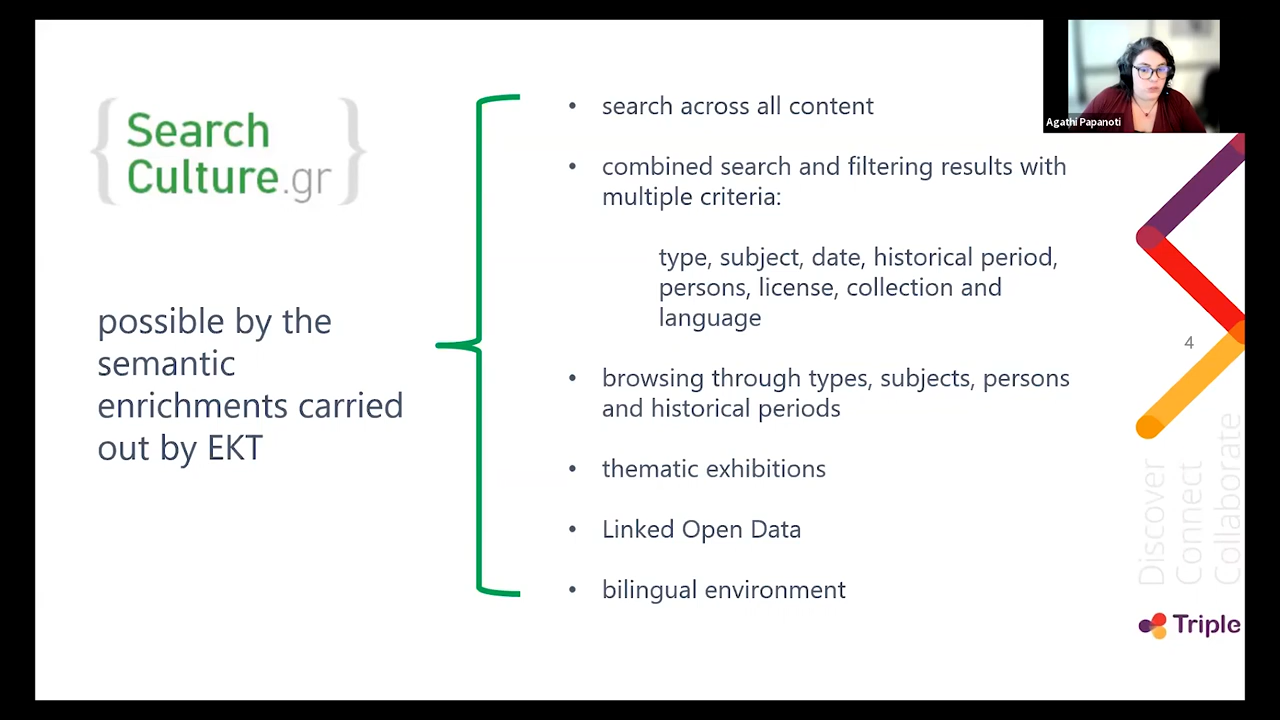 Search
Culture.gr
possible by the
semantic
enrichments carried
out by EKT
• search across all content
• combined search and filtering results with
multiple criteria:
type, subject, date, historical period,
persons, license, collection and
language
• browsing through types, subjects, persons
and historical periods
• thematic exhibitions
• Linked Open Data
• bilingual environment
Agathi Papanoti
4
Discover
Connect
Collaborate
Triple